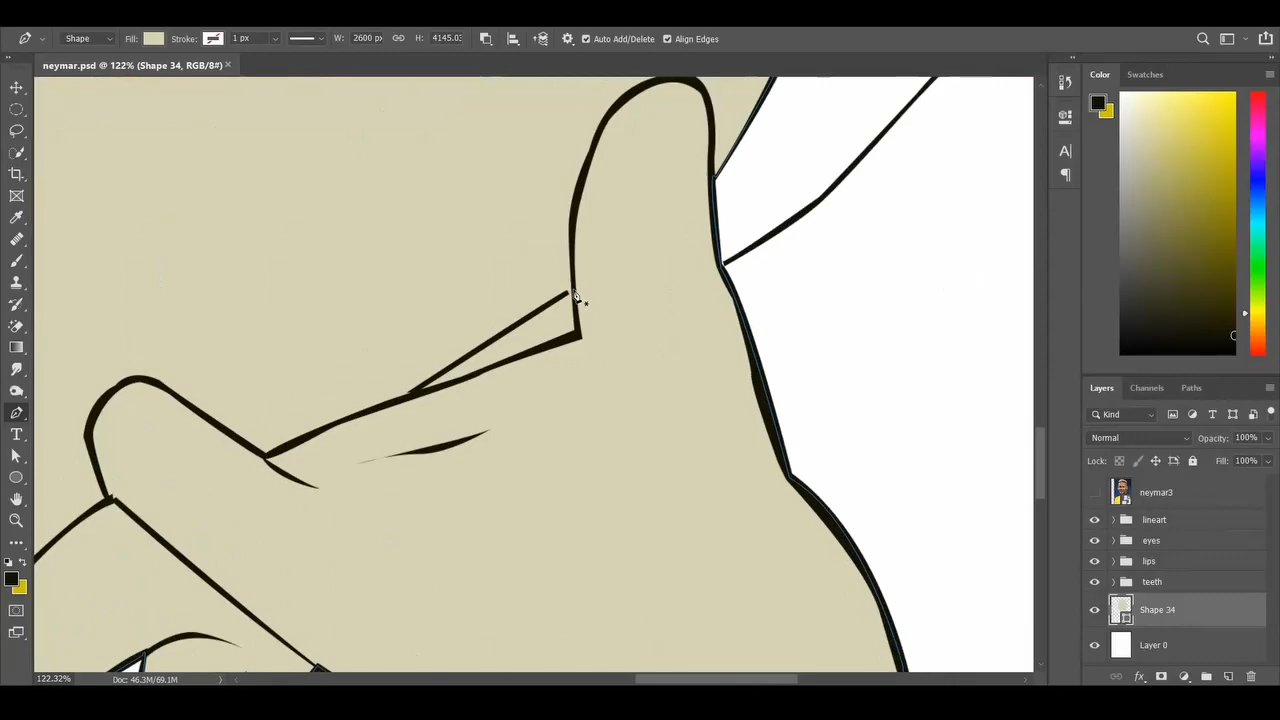 Shape Fill: Stroke: 1 px W: 2600 px H: 4145.03 Auto Add/Delete Align Edges
neymar.psd @ 122% (Shape 34, RGB/8#) ×
Color Swatches
A|
Layers Channels Paths
Kind
Normal Opacity: 100%
Lock: Fill: 100%
neymar3
lineart
eyes
lips
teeth
Shape 34
Layer 0
fx
T
122.32% Doc: 46.3M/69.1M